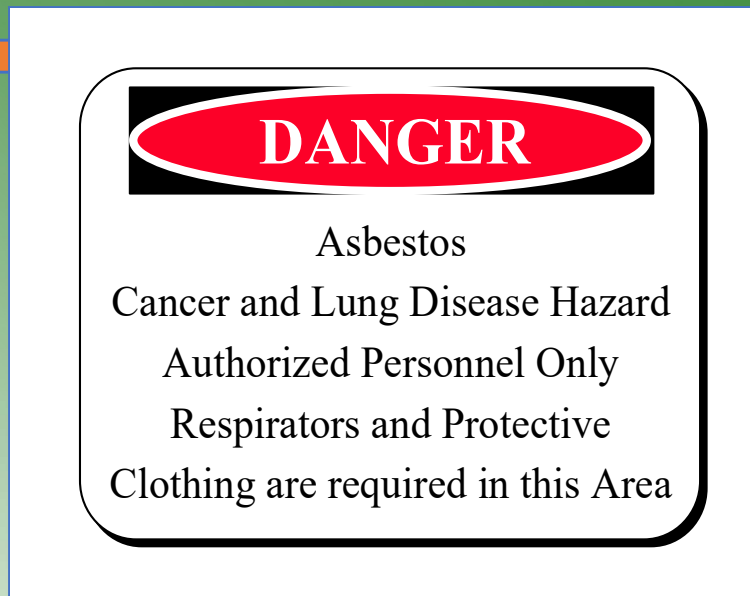 DANGER
Asbestos
Cancer and Lung Disease Hazard
Authorized Personnel Only
Respirators and Protective
Clothing are required in this Area